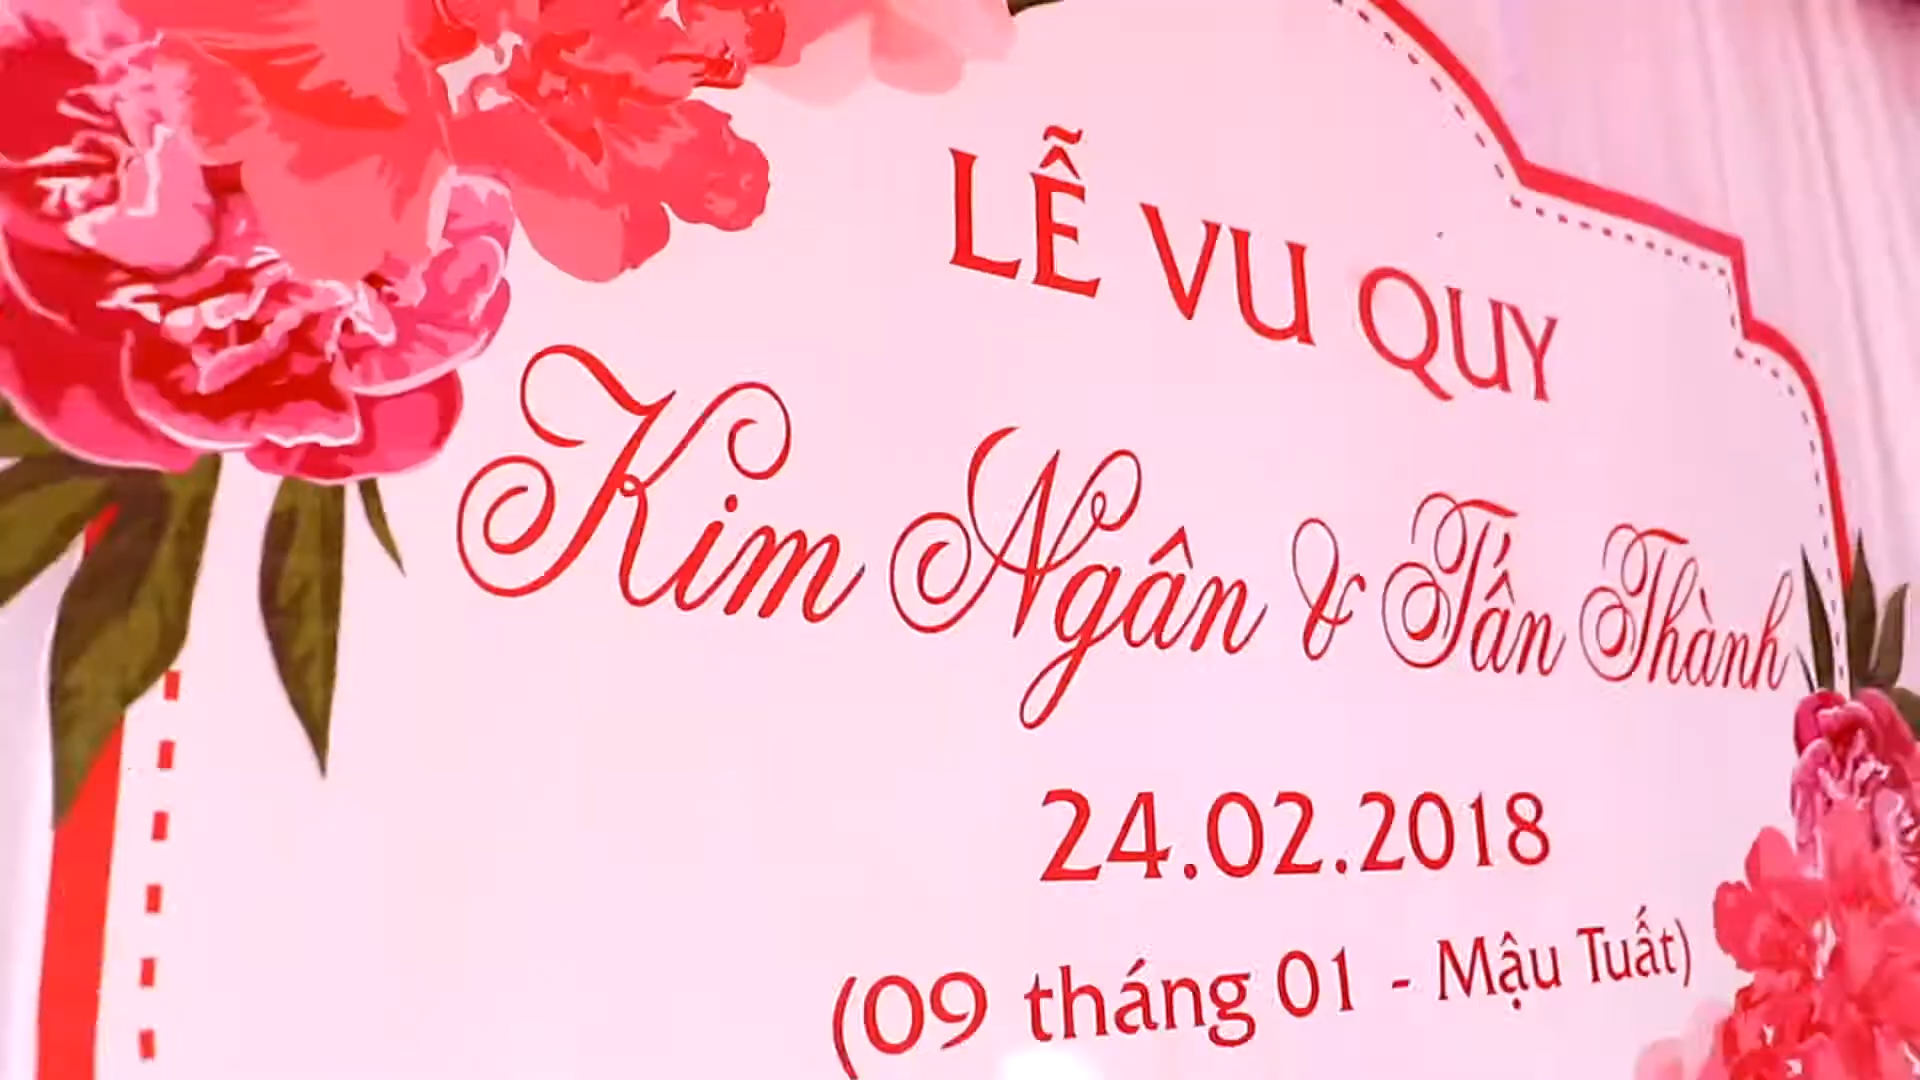 LỄ VU QUY
Kim Ngân & Tấn Thành
24.02.2018
(09 tháng 01 - Mậu Tuất)